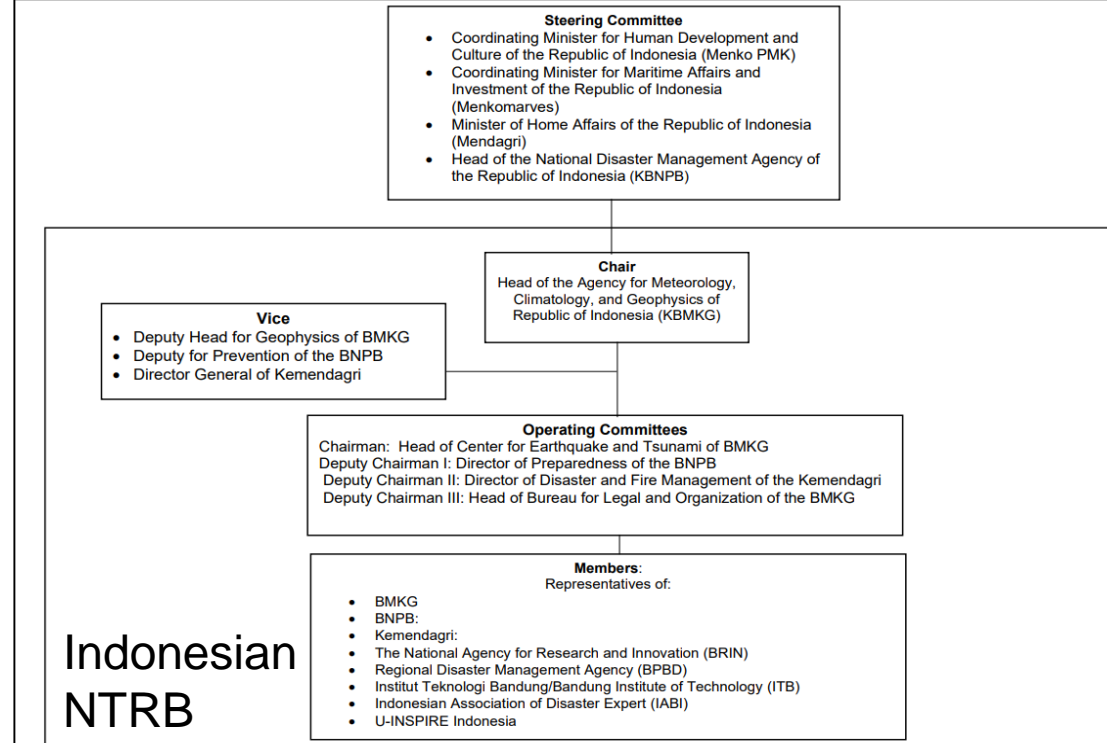 Steering Committee
• Coordinating Minister for Human Development and
Culture of the Republic of Indonesia (Menko PMK)
• Coordinating Minister for Maritime Affairs and
Investment of the Republic of Indonesia
(Menkomarves)
• Minister of Home Affairs of the Republic of Indonesia
(Mendagri)
• Head of the National Disaster Management Agency of
the Republic of Indonesia (KBNPB)
Chair
Head of the Agency for Meteorology,
Climatology, and Geophysics of
Republic of Indonesia (KBMKG)
Vice
• Deputy Head for Geophysics of BMKG
• Deputy for Prevention of the BNPB
• Director General of Kemendagri
Operating Committees
Chairman: Head of Center for Earthquake and Tsunami of BMKG
Deputy Chairman I: Director of Preparedness of the BNPB
Deputy Chairman II: Director of Disaster and Fire Management of the Kemendagri
Deputy Chairman III: Head of Bureau for Legal and Organization of the BMKG
Members:
Representatives of:
• BMKG
• BNPB:
• Kemendagri:
• The National Agency for Research and Innovation (BRIN)
• Regional Disaster Management Agency (BPBD)
• Institut Teknologi Bandung/Bandung Institute of Technology (ITB)
• Indonesian Association of Disaster Expert (IABI)
• U-INSPIRE Indonesia
Indonesian
NTRB